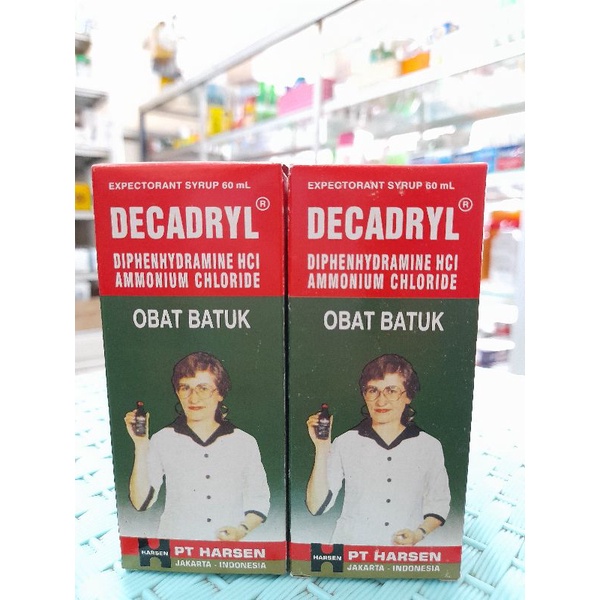 EXPECTORANT SYRUP 60 mL
DECADRYL®
DIPHENHYDRAMINE HCl
AMMONIUM CHLORIDE
OBAT BATUK
HARSEN
PT HARSEN
JAKARTA - INDONESIA
EXPECTORANT SYRUP 60 mL
DECADRYL®
DIPHENHYDRAMINE HCl
AMMONIUM CHLORIDE
OBAT BATUK
HARSEN
PT HARSEN
JAKARTA - INDONESIA